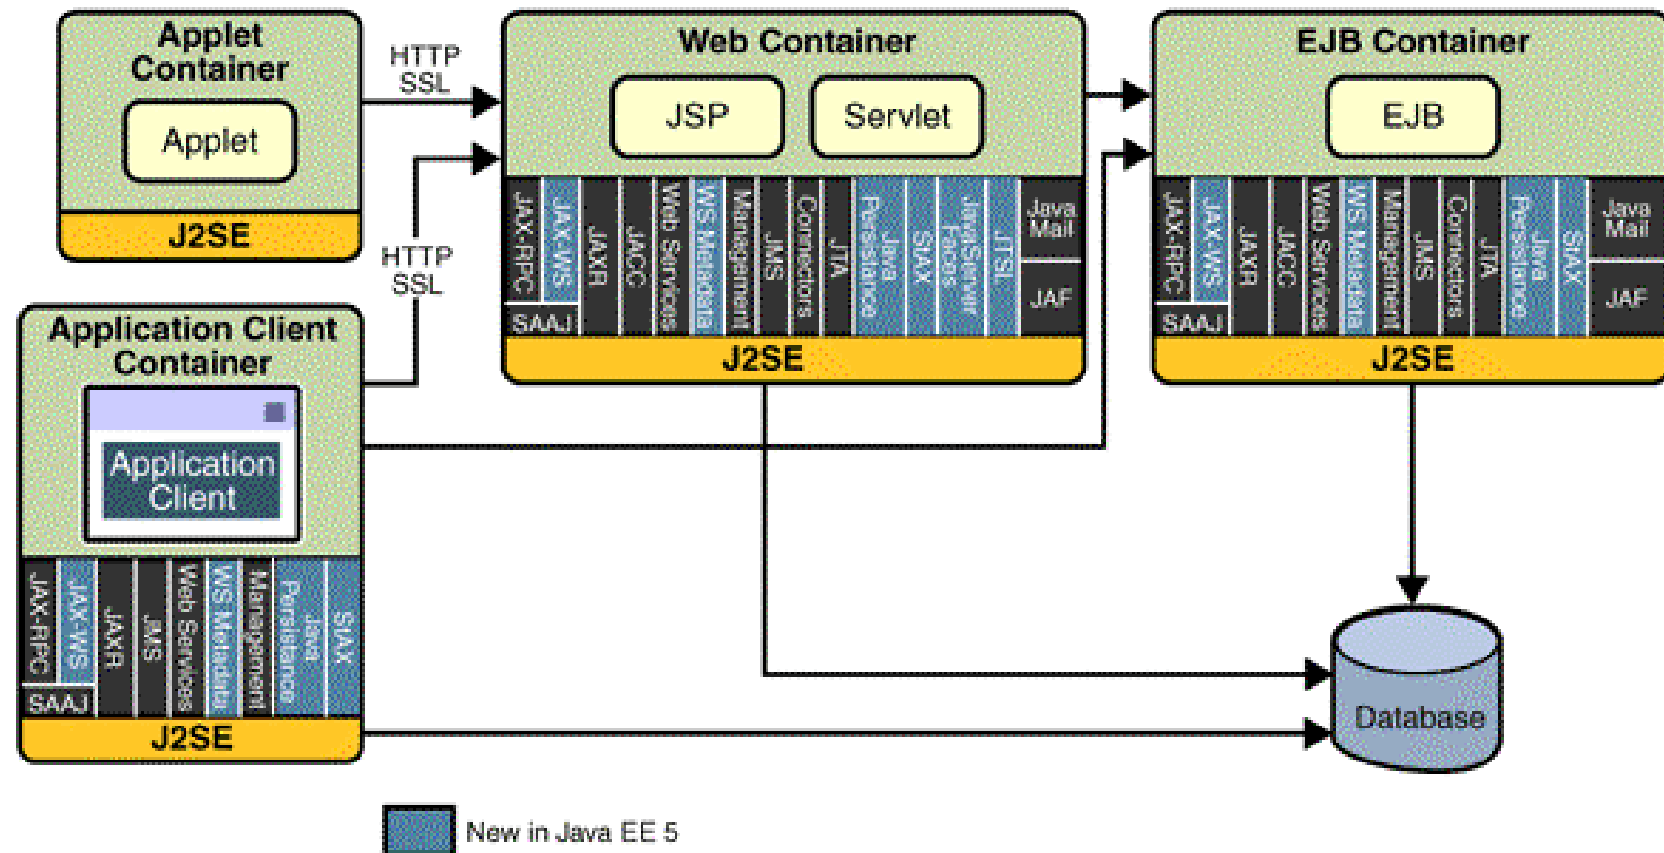 Applet
Container
Applet
J2SE
HTTP
SSL
HTTP
SSL
Web Container
JSP
Servlet
JAX-RPC
JAX-WS
SAAJ
JAXR
JACC
Web Services
WS Metadata
Management
JMS
Connectors
JTA
Java
Persistance
StAX
JavaServer
Faces
JTSL
Java
Mail
JAF
J2SE
EJB Container
EJB
JAX-RPC
JAX-WS
SAAJ
JAXR
JACC
Web Services
WS Metadata
Management
JMS
Connectors
JTA
Java
Persistance
StAX
Java
Mail
JAF
J2SE
Application Client
Container
Application
Client
JAX-RPC
JAX-WS
SAAJ
JAXR
JMS
Web Services
WS Metadata
Management
Java
Persistance
StAX
J2SE
Database
New in Java EE 5